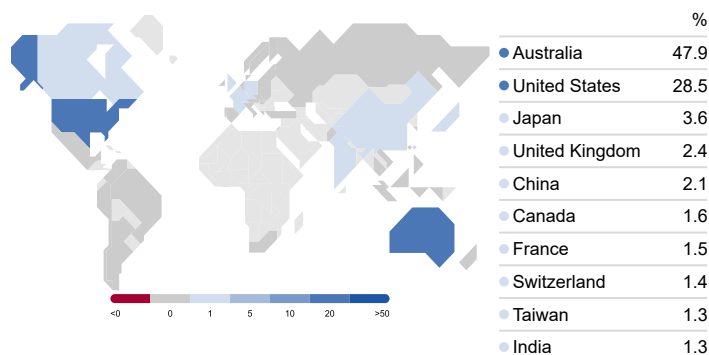 %
Australia 47.9
United States 28.5
Japan 3.6
United Kingdom 2.4
China 2.1
Canada 1.6
France 1.5
Switzerland 1.4
Taiwan 1.3
India 1.3
<0 0 1 5 10 20 >50